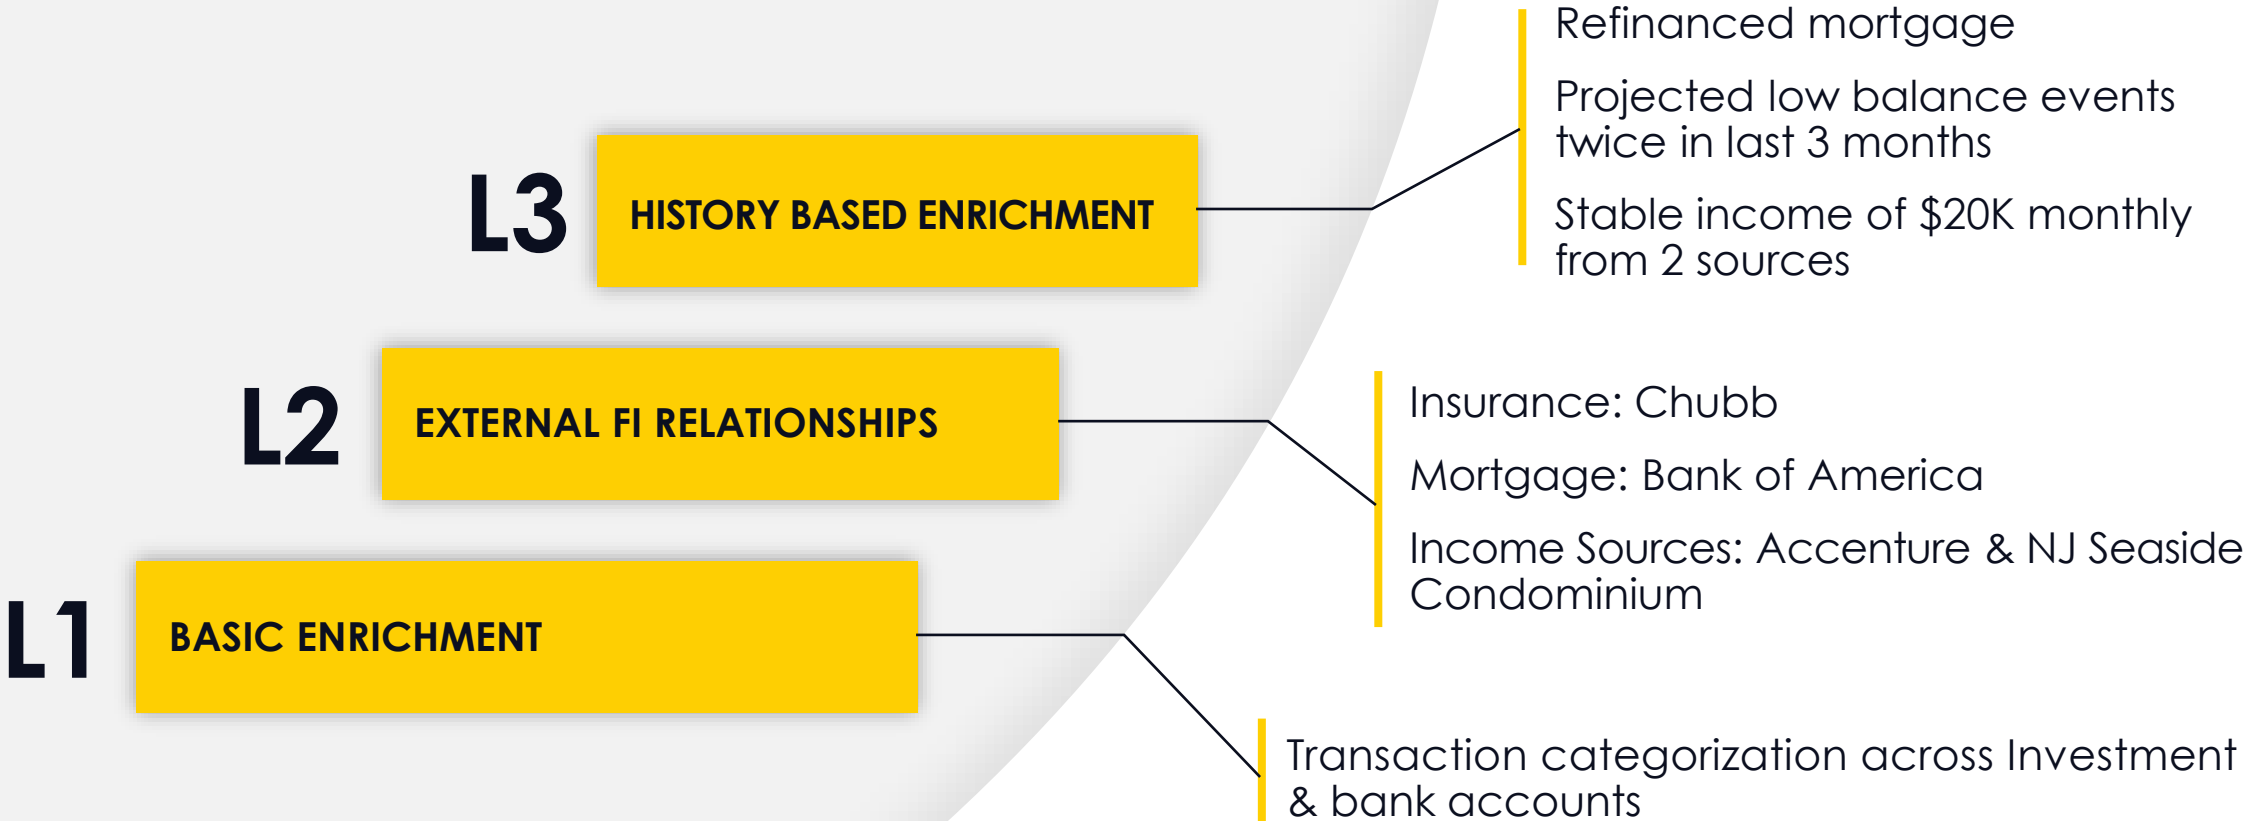 L3
HISTORY BASED ENRICHMENT
Refinanced mortgage
Projected low balance events
twice in last 3 months
Stable income of $20K monthly
from 2 sources
L2
EXTERNAL FI RELATIONSHIPS
Insurance: Chubb
Mortgage: Bank of America
Income Sources: Accenture & NJ Seaside
Condominium
L1
BASIC ENRICHMENT
Transaction categorization across Investment
& bank accounts